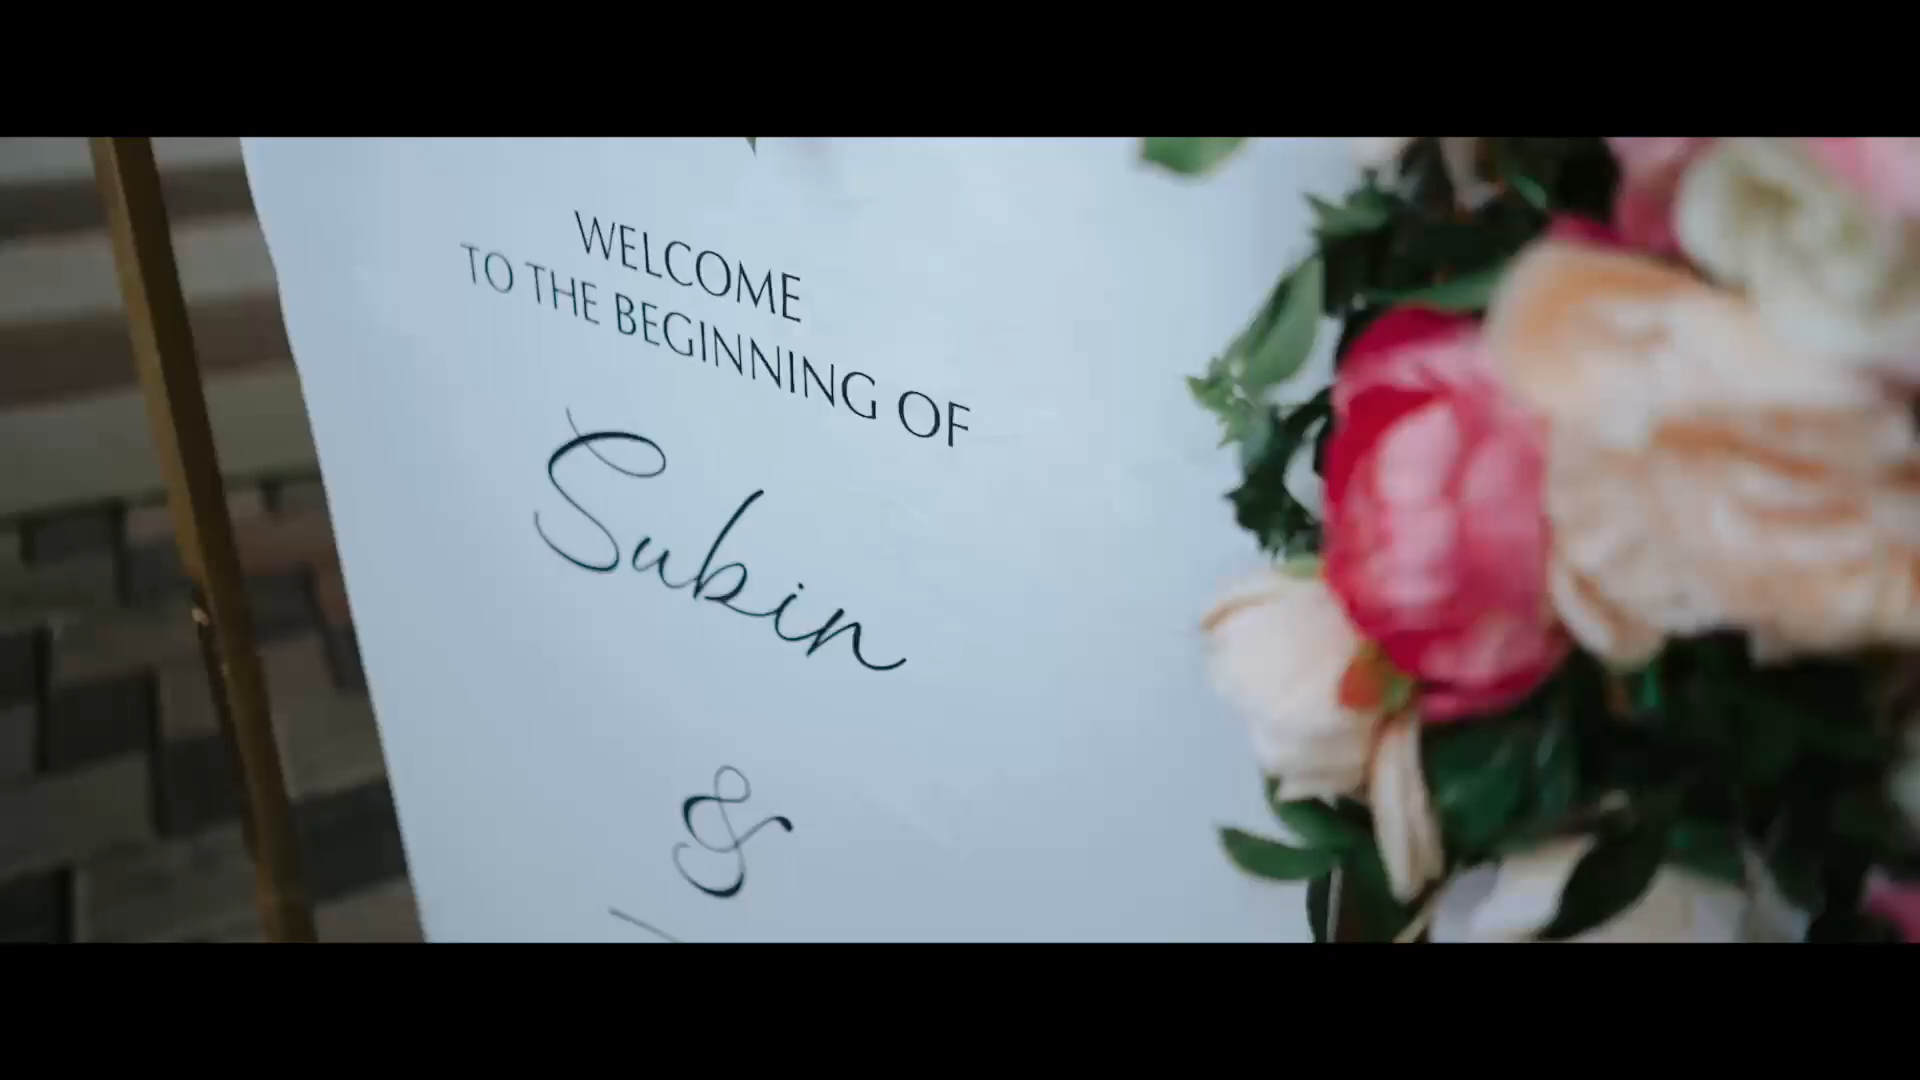 WELCOME
TO THE BEGINNING OF
Subin
&